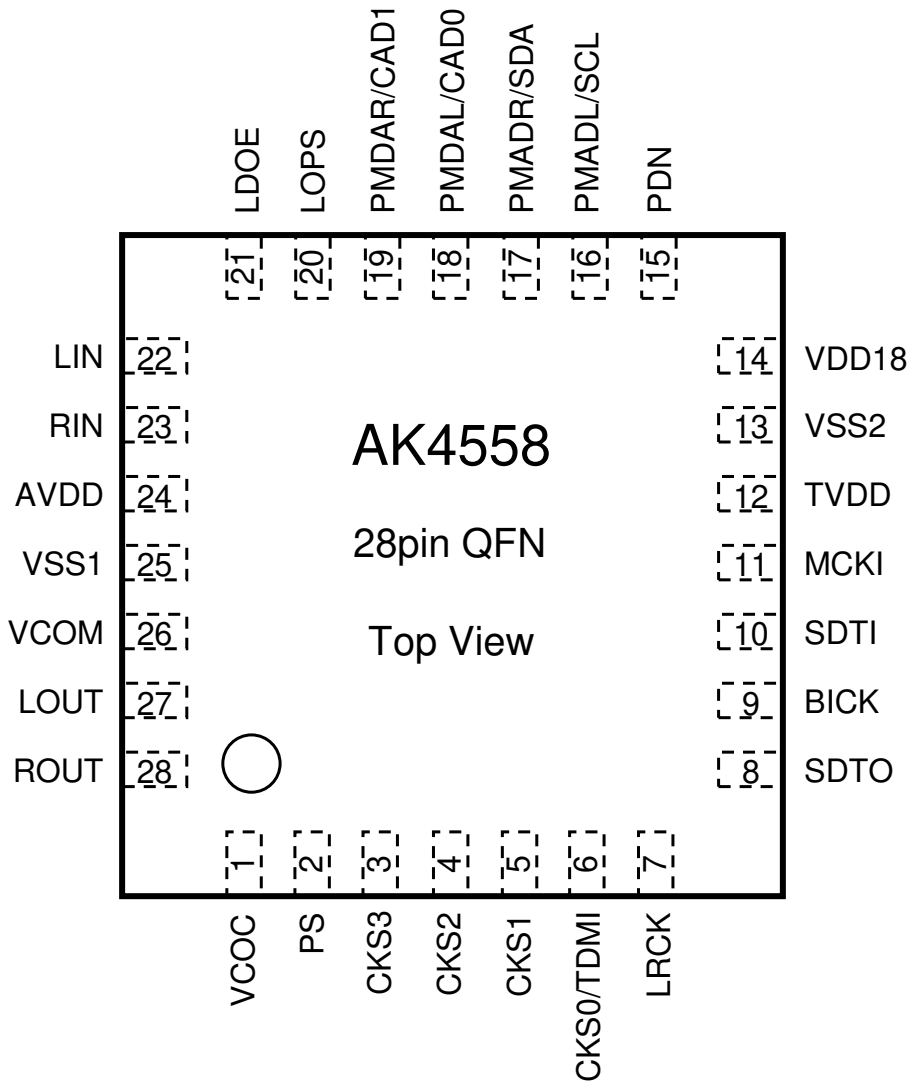 LDOE
LOPS
PMDAR/CAD1
PMDAL/CAD0
PMADR/SDA
PMADL/SCL
PDN
21
20
19
18
17
16
15
LIN 22
RIN 23
AVDD 24
VSS1 25
VCOM 26
LOUT 27
ROUT 28
AK4558
28pin QFN
Top View
14 VDD18
13 VSS2
12 TVDD
11 MCKI
10 SDTI
9 BICK
8 SDTO
1
2
3
4
5
6
7
VCOC
PS
CKS3
CKS2
CKS1
CKS0/TDMI
LRCK